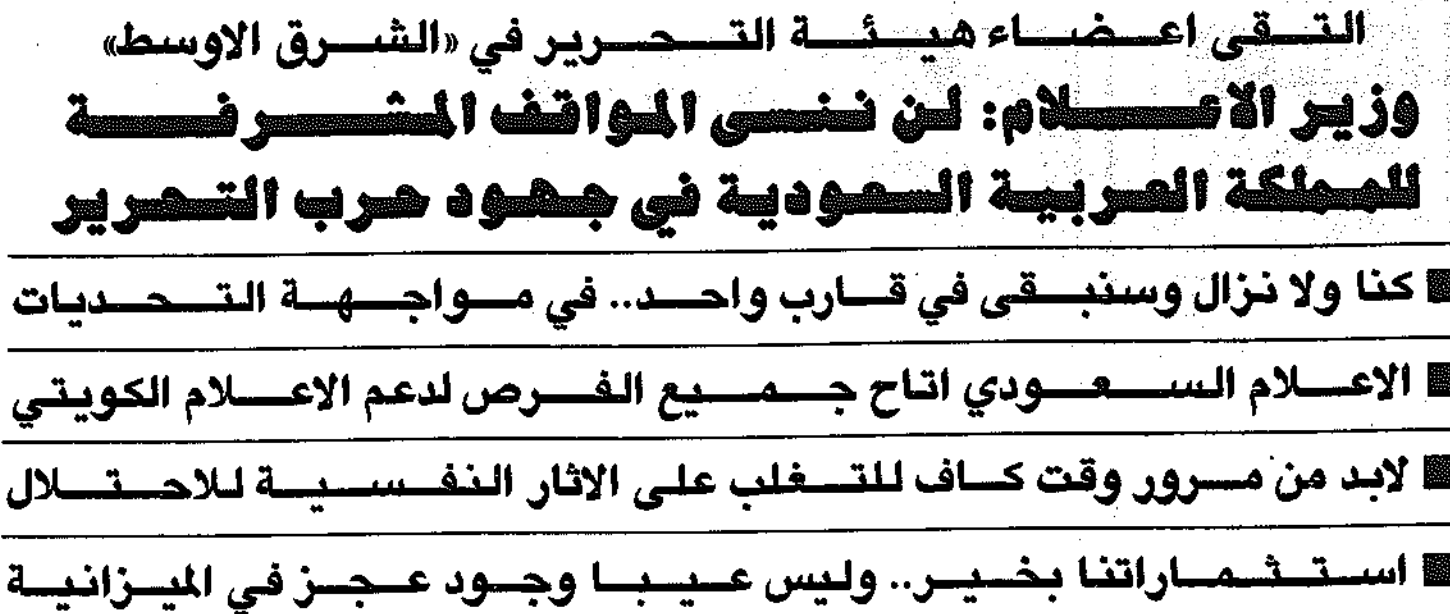 التقى اعضاء هيئة التحرير في «الشرق الاوسط»
وزير الاعلام: لن ننسى المواقف المشرفة
للمملكة العربية السعودية في جهود حرب التحرير
كنا ولا نزال وسنبقى في قارب واحد.. في مواجهة التحديات
الاعلام السعودي اتاح جميع الفرص لدعم الاعلام الكويتي
لابد من مرور وقت كاف للتغلب على الاثار النفسية للاحتلال
استثماراتنا بخير.. وليس عيبا وجود عجز في الميزانية